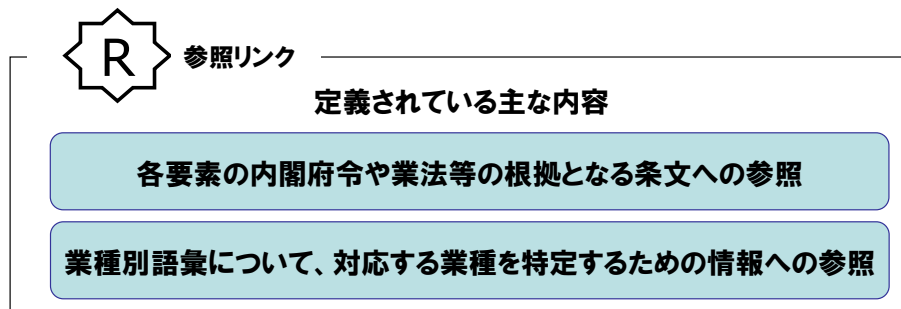 R 参照リンク
定義されている主な内容
各要素の内閣府令や業法等の根拠となる条文への参照
業種別語彙について、対応する業種を特定するための情報への参照